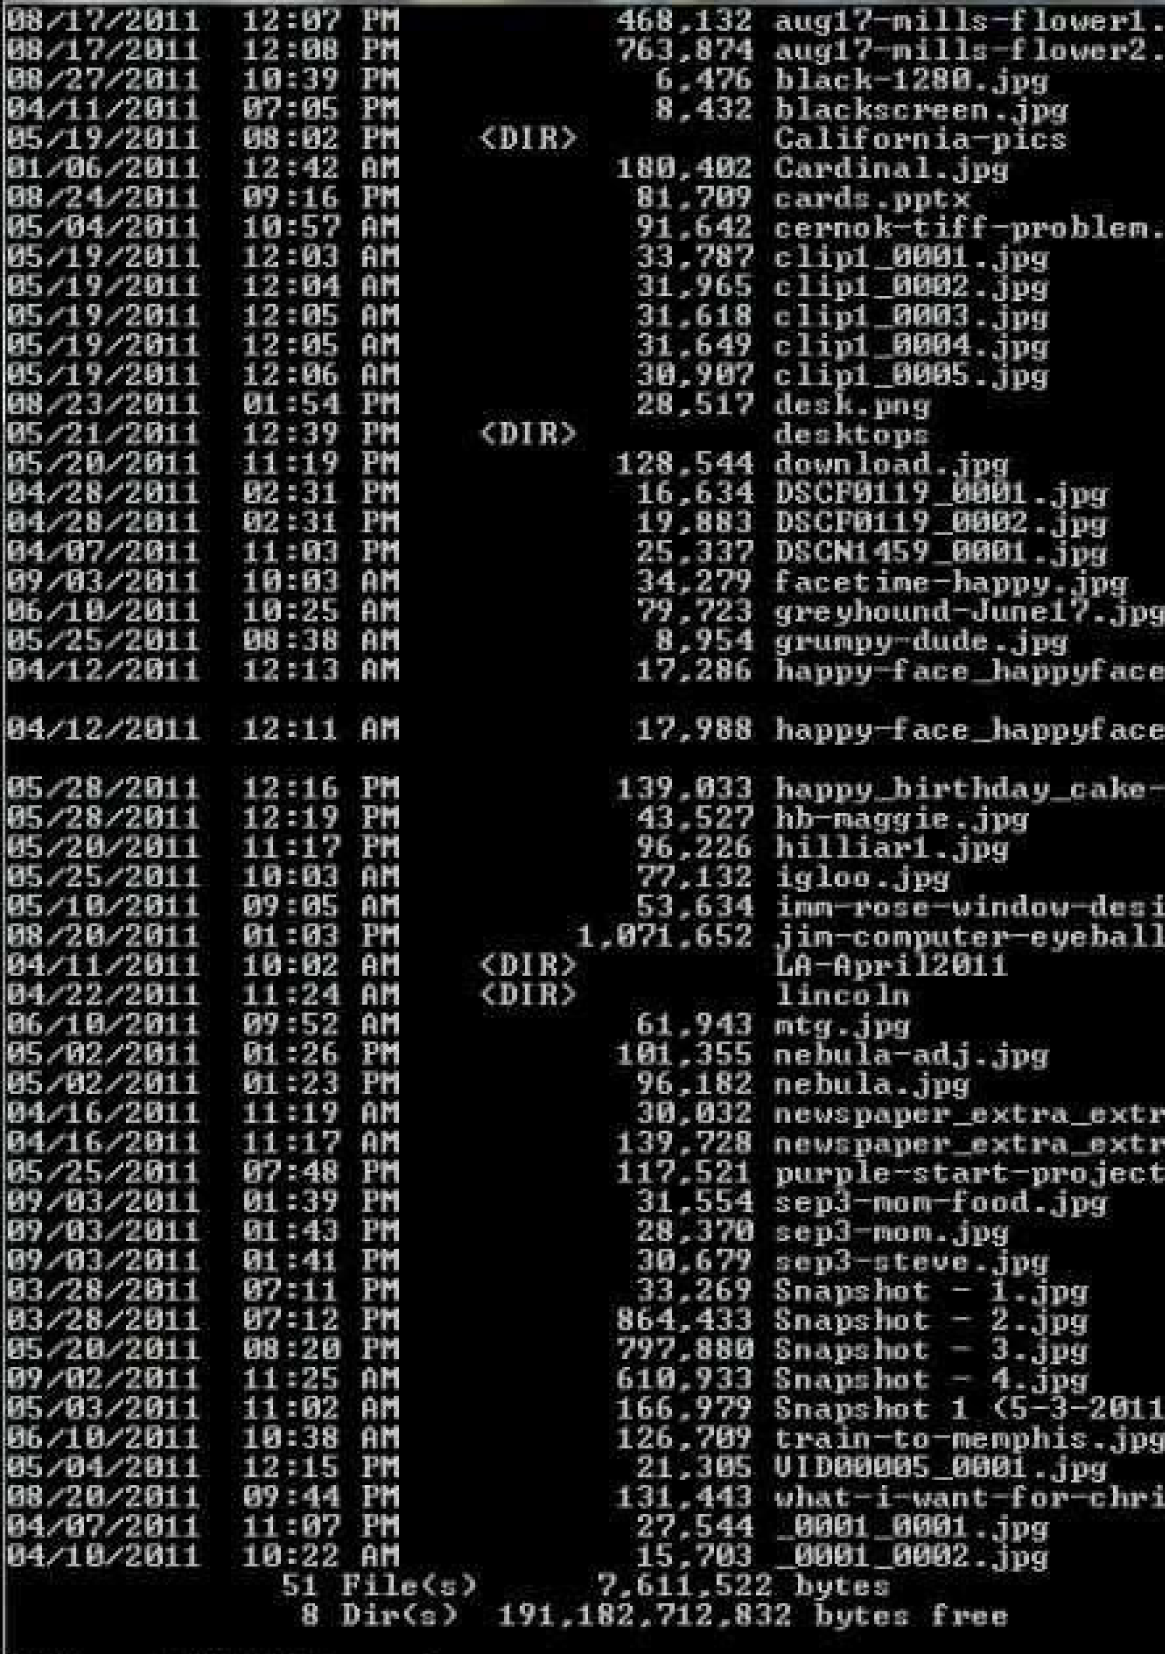 08/17/2011  12:07 PM           468,132 aug17-mills-flower1.
08/17/2011  12:08 PM           763,874 aug17-mills-flower2.
08/27/2011  10:39 PM             6,476 black-1280.jpg
04/11/2011  07:05 PM             8,432 blackscreen.jpg
05/19/2011  08:02 PM    <DIR>          California-pics
01/06/2011  12:42 AM           180,402 Cardinal.jpg
08/24/2011  09:16 PM            81,709 cards.pptx
05/04/2011  10:57 AM            91,642 cernok-tiff-problem.
05/19/2011  12:03 AM            33,787 clip1_0001.jpg
05/19/2011  12:04 AM            31,965 clip1_0002.jpg
05/19/2011  12:05 AM            31,618 clip1_0003.jpg
05/19/2011  12:05 AM            31,649 clip1_0004.jpg
05/19/2011  12:06 AM            30,907 clip1_0005.jpg
08/23/2011  01:54 PM            28,517 desk.png
05/21/2011  12:39 PM    <DIR>          desktops
05/20/2011  11:19 PM           128,544 download.jpg
04/28/2011  02:31 PM            16,634 DSCF0119_0001.jpg
04/28/2011  02:31 PM            19,883 DSCF0119_0002.jpg
04/07/2011  11:03 PM            25,337 DSCN1459_0001.jpg
09/03/2011  10:03 AM            34,279 facetime-happy.jpg
06/10/2011  10:25 AM            79,723 greyhound-June17.jpg
05/25/2011  08:38 AM             8,954 grumpy-dude.jpg
04/12/2011  12:13 AM            17,286 happy-face_happyface
04/12/2011  12:11 AM            17,988 happy-face_happyface
05/28/2011  12:16 PM           139,033 happy_birthday_cake-
05/28/2011  12:19 PM            43,527 hb-maggie.jpg
05/20/2011  11:17 PM            96,226 hilliar1.jpg
05/25/2011  10:03 AM            77,132 igloo.jpg
05/10/2011  09:05 AM            53,634 imm-rose-window-desi
08/20/2011  01:03 PM         1,071,652 jim-computer-eyeball
04/11/2011  10:02 AM    <DIR>          LA-April2011
04/22/2011  11:24 AM    <DIR>          lincoln
06/10/2011  09:52 AM            61,943 mtg.jpg
05/02/2011  01:26 PM           101,355 nebula-adj.jpg
05/02/2011  01:23 PM            96,182 nebula.jpg
04/16/2011  11:19 AM            30,032 newspaper_extra_extr
04/16/2011  11:17 AM           139,728 newspaper_extra_extr
05/25/2011  07:48 PM           117,521 purple-start-project
09/03/2011  01:39 PM            31,554 sep3-mom-food.jpg
09/03/2011  01:43 PM            28,370 sep3-mom.jpg
09/03/2011  01:41 PM            30,679 sep3-steve.jpg
03/28/2011  07:11 PM            33,269 Snapshot - 1.jpg
03/28/2011  07:12 PM           864,433 Snapshot - 2.jpg
05/20/2011  08:20 PM           797,880 Snapshot - 3.jpg
09/02/2011  11:25 AM           610,933 Snapshot - 4.jpg
05/03/2011  11:02 AM           166,979 Snapshot 1 (5-3-2011
06/10/2011  10:38 AM           126,709 train-to-memphis.jpg
05/04/2011  12:15 PM            21,305 VID00005_0001.jpg
08/20/2011  09:44 PM           131,443 what-i-want-for-chri
04/07/2011  11:07 PM            27,544 _0001_0001.jpg
04/10/2011  10:22 AM            15,703 _0001_0002.jpg
51 File(s)      7,611,522 bytes
8 Dir(s)  191,182,712,832 bytes free